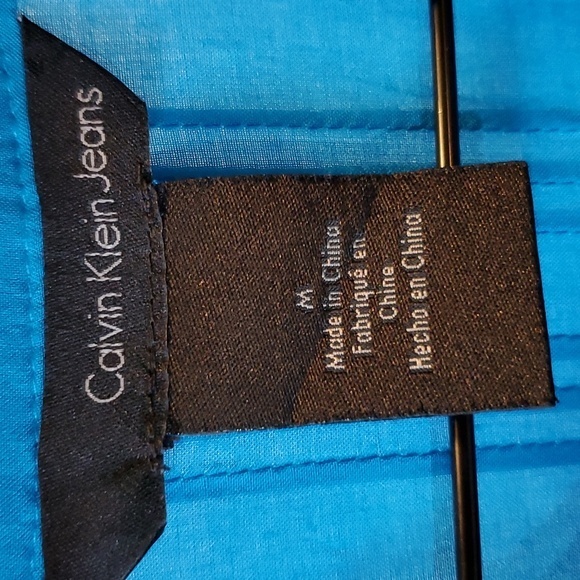 Calvin Klein Jeans
M
Made in China
Fabriqué en
Chine
Hecho en China